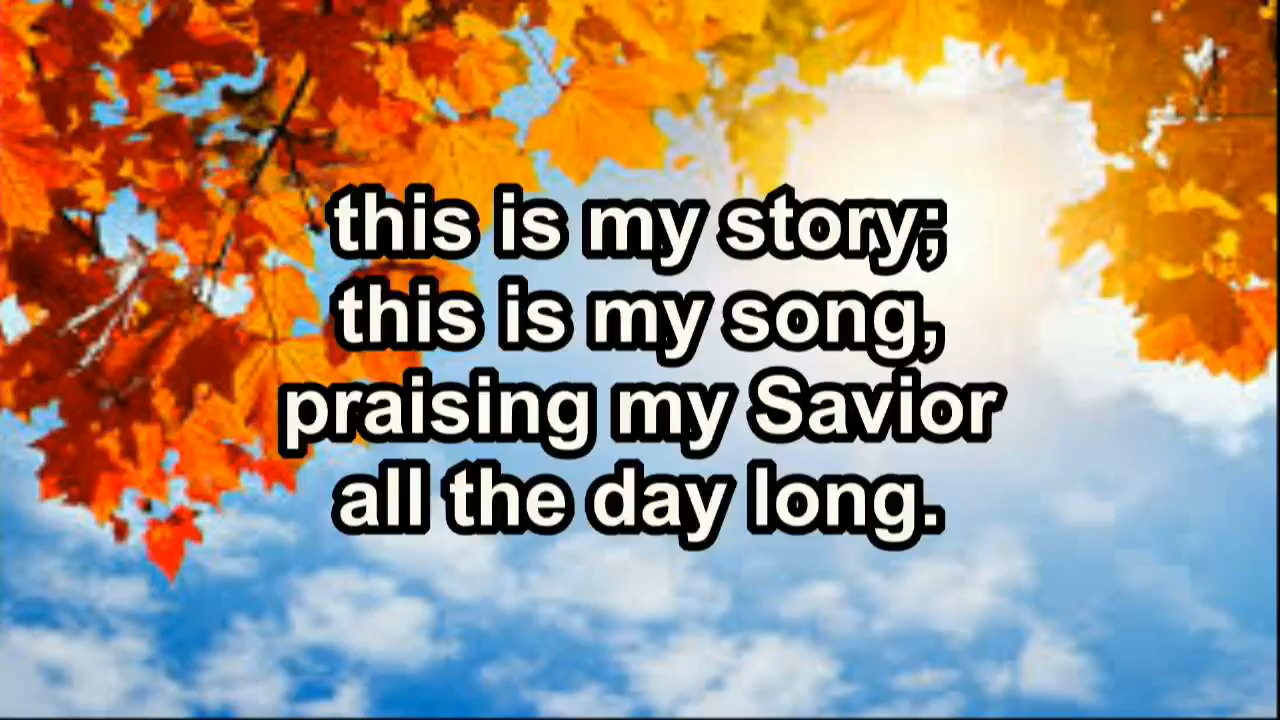 this is my story;
this is my song,
praising my Savior
all the day long.